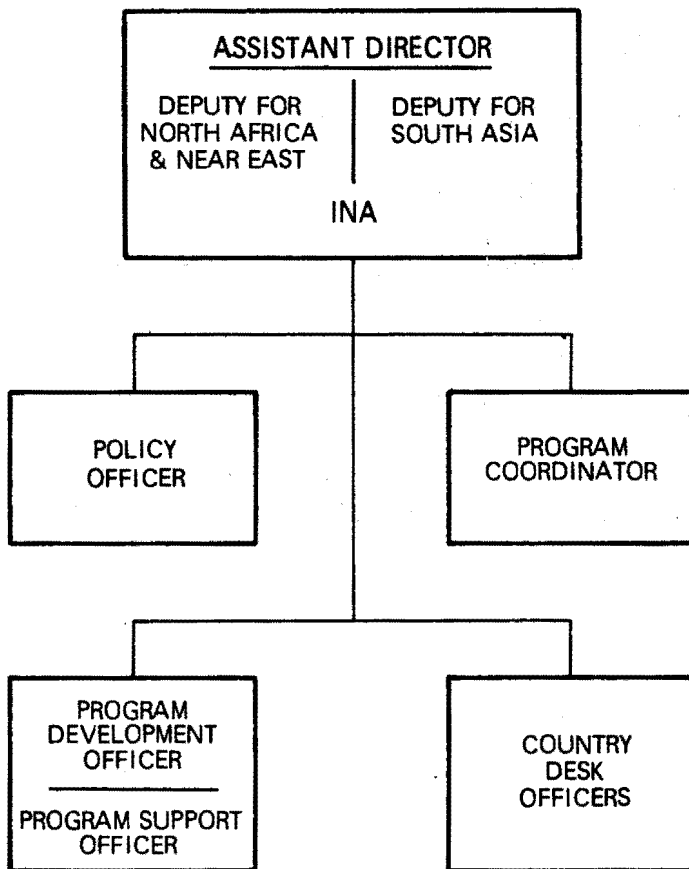 ASSISTANT DIRECTOR
DEPUTY FOR
NORTH AFRICA
& NEAR EAST
DEPUTY FOR
SOUTH ASIA
INA
POLICY
OFFICER
PROGRAM
COORDINATOR
PROGRAM
DEVELOPMENT
OFFICER
PROGRAM SUPPORT
OFFICER
COUNTRY
DESK
OFFICERS